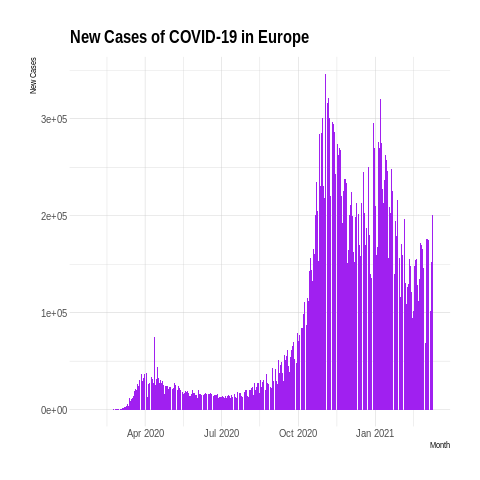 New Cases of COVID-19 in Europe
New Cases
3e+05
2e+05
1e+05
0e+00
Apr 2020 Jul 2020 Oct 2020 Jan 2021
Month